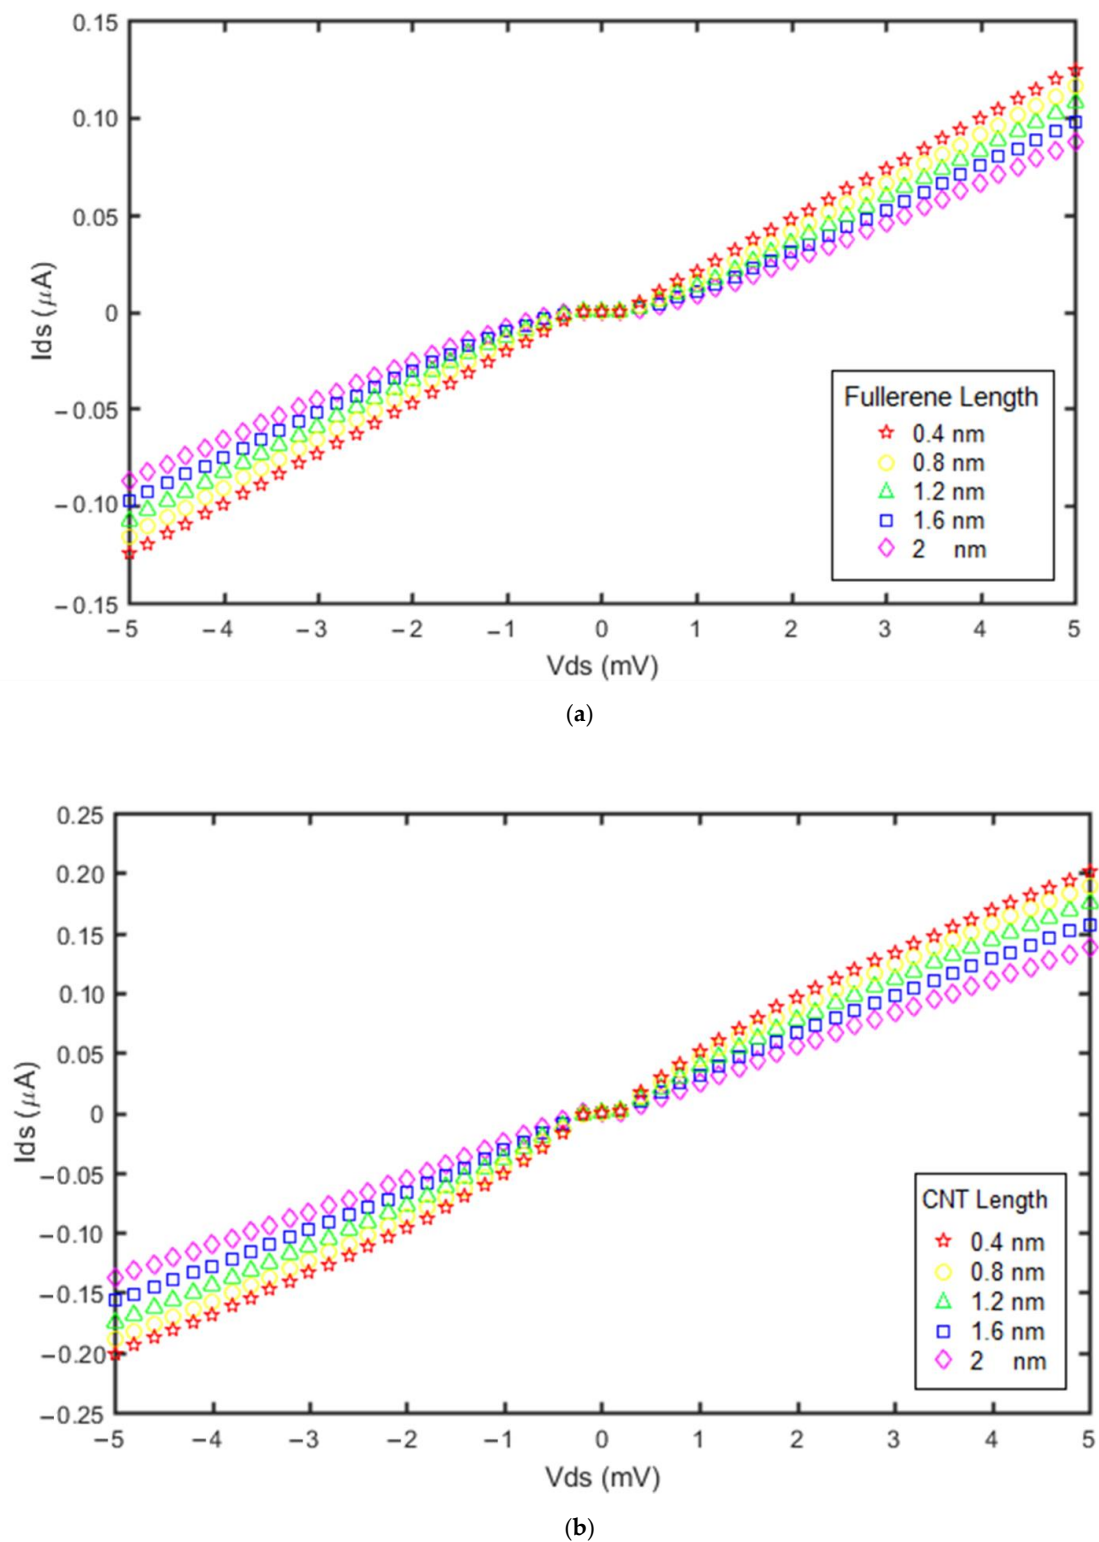 0.15
0.10
0.05
0
−0.05
−0.10
−0.15
Ids (μA)
Fullerene Length
0.4 nm
0.8 nm
1.2 nm
1.6 nm
2 nm
−5 −4 −3 −2 −1 0 1 2 3 4 5
Vds (mV)
(a)
0.25
0.20
0.15
0.10
0.05
0
−0.05
−0.10
−0.15
−0.20
−0.25
Ids (μA)
CNT Length
0.4 nm
0.8 nm
1.2 nm
1.6 nm
2 nm
−5 −4 −3 −2 −1 0 1 2 3 4 5
Vds (mV)
(b)